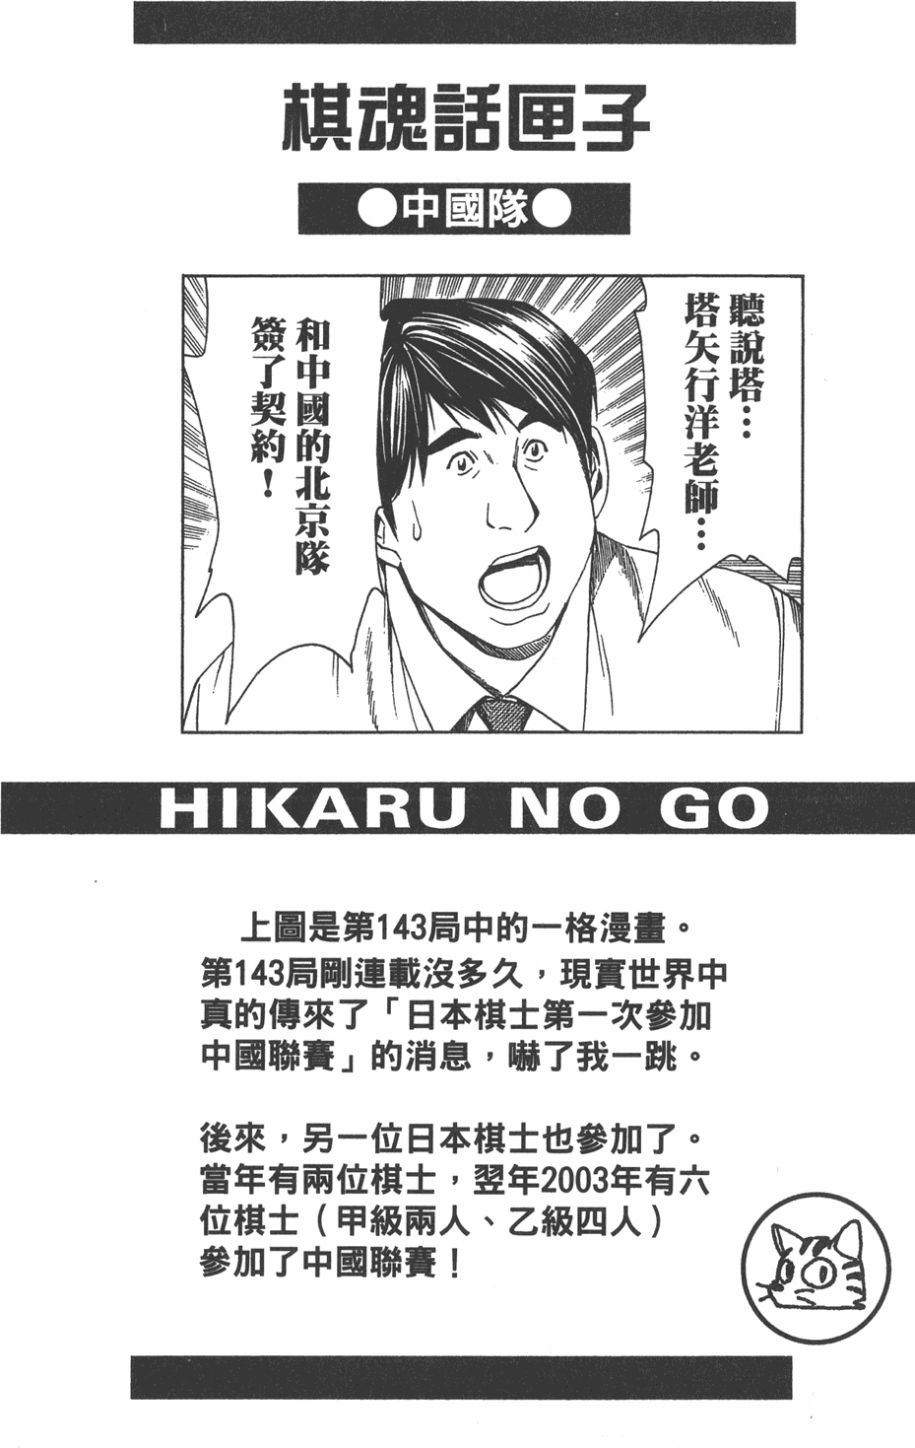 棋魂話匣子
●中國隊●
聽說塔…
塔矢行洋老師…
和中國的北京隊
簽了契約！
HIKARU NO GO
上圖是第143局中的一格漫畫。
第143局剛連載沒多久，現實世界中
真的傳來了「日本棋士第一次參加
中國聯賽」的消息，嚇了我一跳。
後來，另一位日本棋士也參加了。
當年有兩位棋士，翌年2003年有六
位棋士（甲級兩人、乙級四人）
參加了中國聯賽！